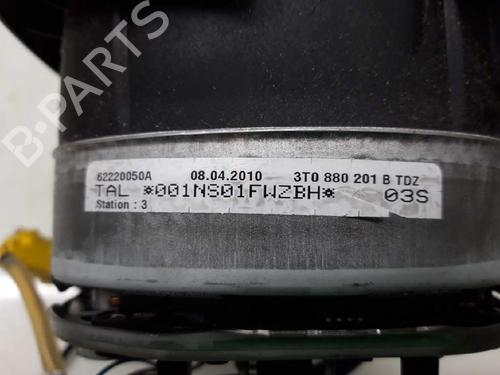 B-PARTS
62220050A 08.04.2010 3T0 880 201 B TDZ
TAL *001NS01FWZBH* 03S
Station : 3